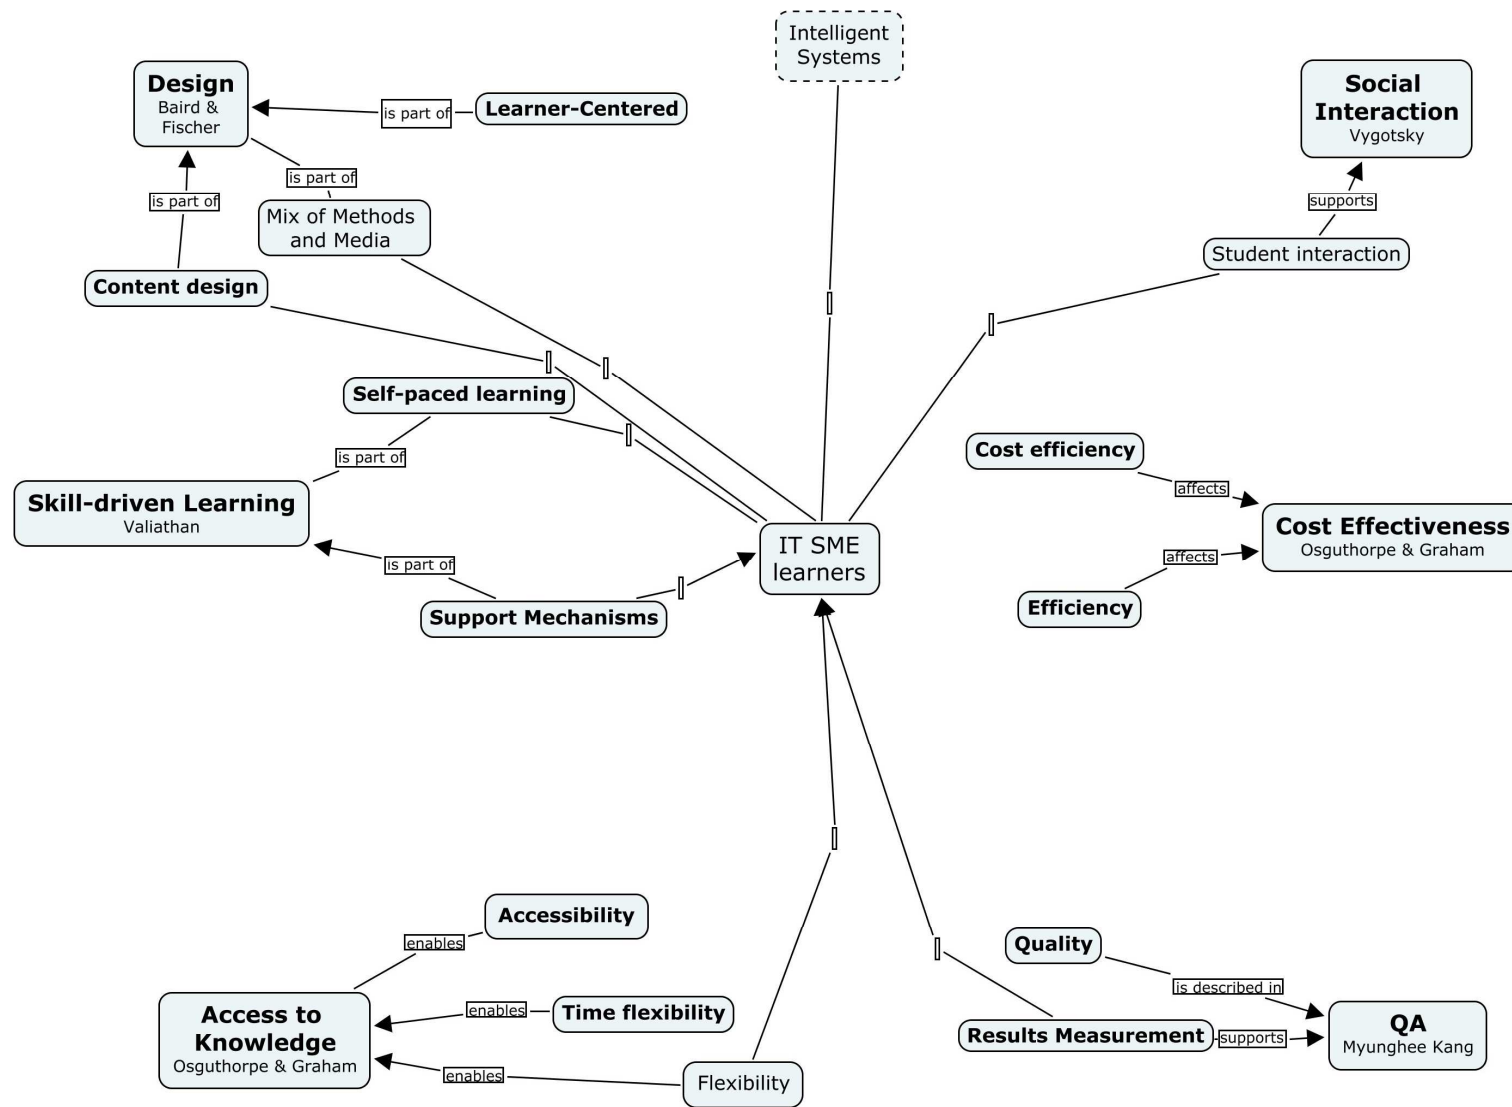 Intelligent
Systems
Design
Baird &
Fischer
is part of
Learner-Centered
Social
Interaction
Vygotsky
is part of
is part of
supports
Mix of Methods
and Media
Student interaction
Content design
Self-paced learning
Cost efficiency
is part of
affects
Skill-driven Learning
Valiathan
Cost Effectiveness
Osguthorpe & Graham
IT SME
learners
is part of
affects
Support Mechanisms
Efficiency
Accessibility
enables
Quality
is described in
Access to
Knowledge
Osguthorpe & Graham
enables
Time flexibility
Results Measurement
supports
QA
Myunghee Kang
enables
Flexibility